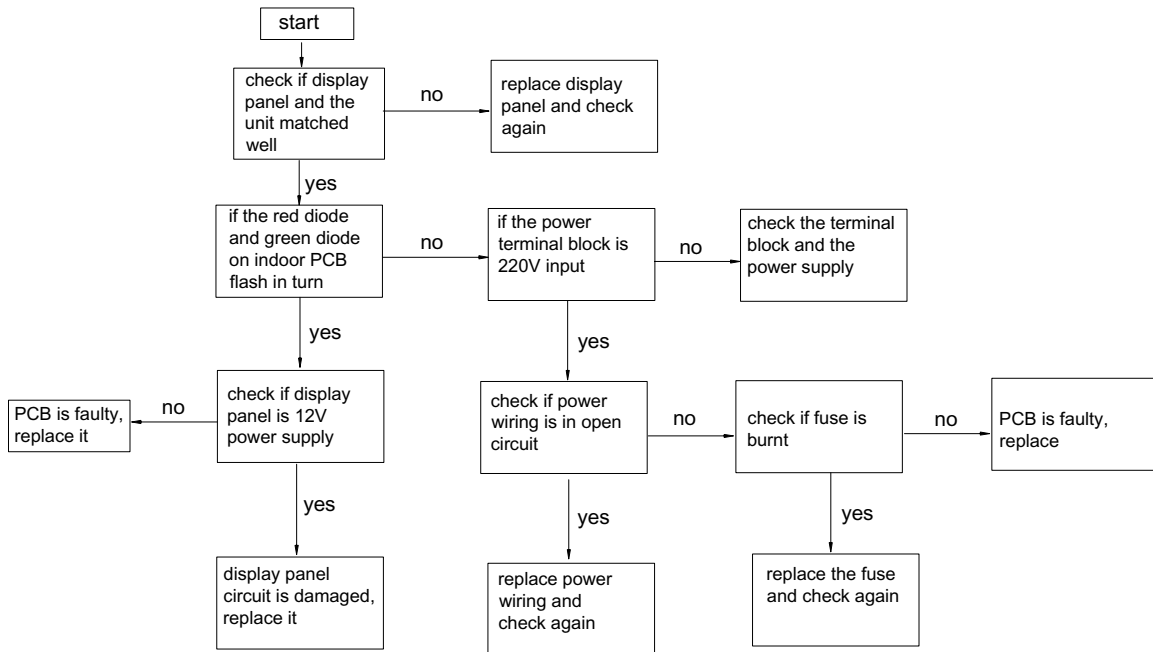 start
check if display
panel and the
unit matched
well
no
replace display
panel and check
again
yes
if the red diode
and green diode
on indoor PCB
flash in turn
no
if the power
terminal block is
220V input
no
check the terminal
block and the
power supply
yes
yes
PCB is faulty,
replace it
no
check if display
panel is 12V
power supply
check if power
wiring is in open
circuit
no
check if fuse is
burnt
no
PCB is faulty,
replace
yes
yes
yes
display panel
circuit is damaged,
replace it
replace power
wiring and
check again
replace the fuse
and check again